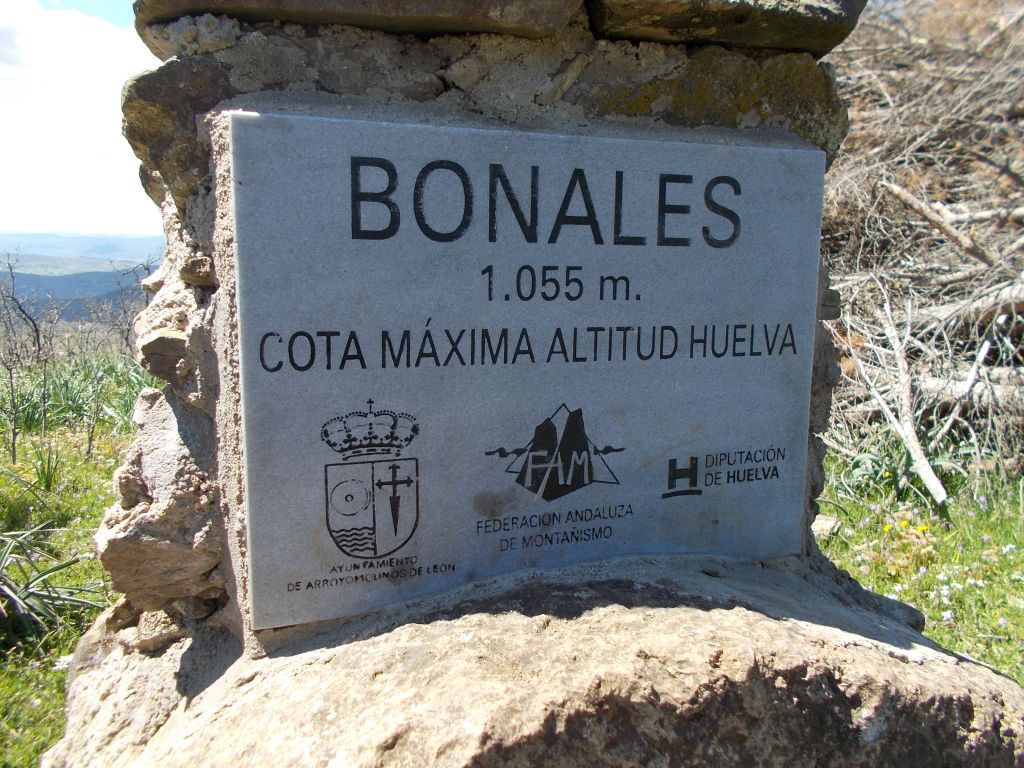 BONALES
1.055 m.
COTA MÁXIMA ALTITUD HUELVA
AYUNTAMIENTO
DE ARROYOMOLINOS DE LEÓN
FAM
FEDERACION ANDALUZA
DE MONTAÑISMO
H
DIPUTACIÓN
DE HUELVA